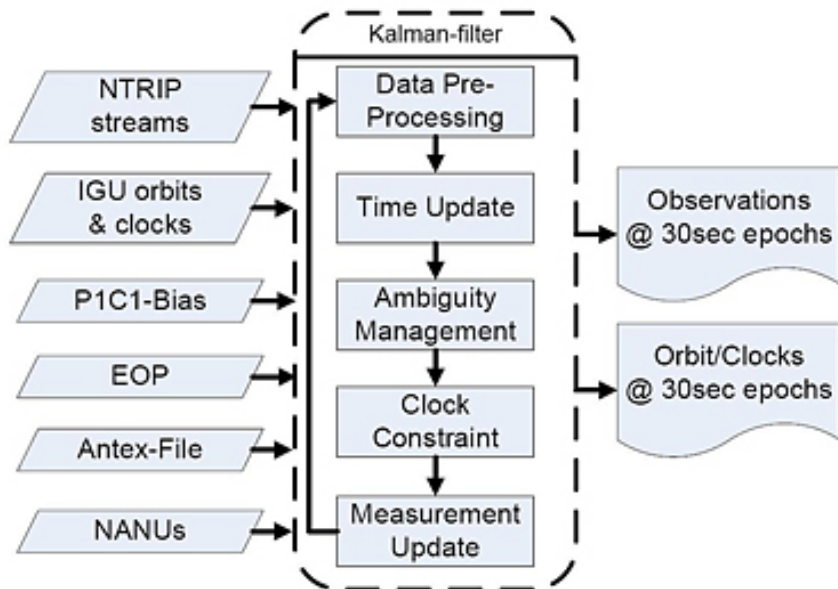 Kalman-filter
NTRIP
streams
IGU orbits
& clocks
P1C1-Bias
EOP
Antex-File
NANUs
Data Pre-
Processing
Time Update
Ambiguity
Management
Clock
Constraint
Measurement
Update
Observations
@ 30sec epochs
Orbit/Clocks
@ 30sec epochs